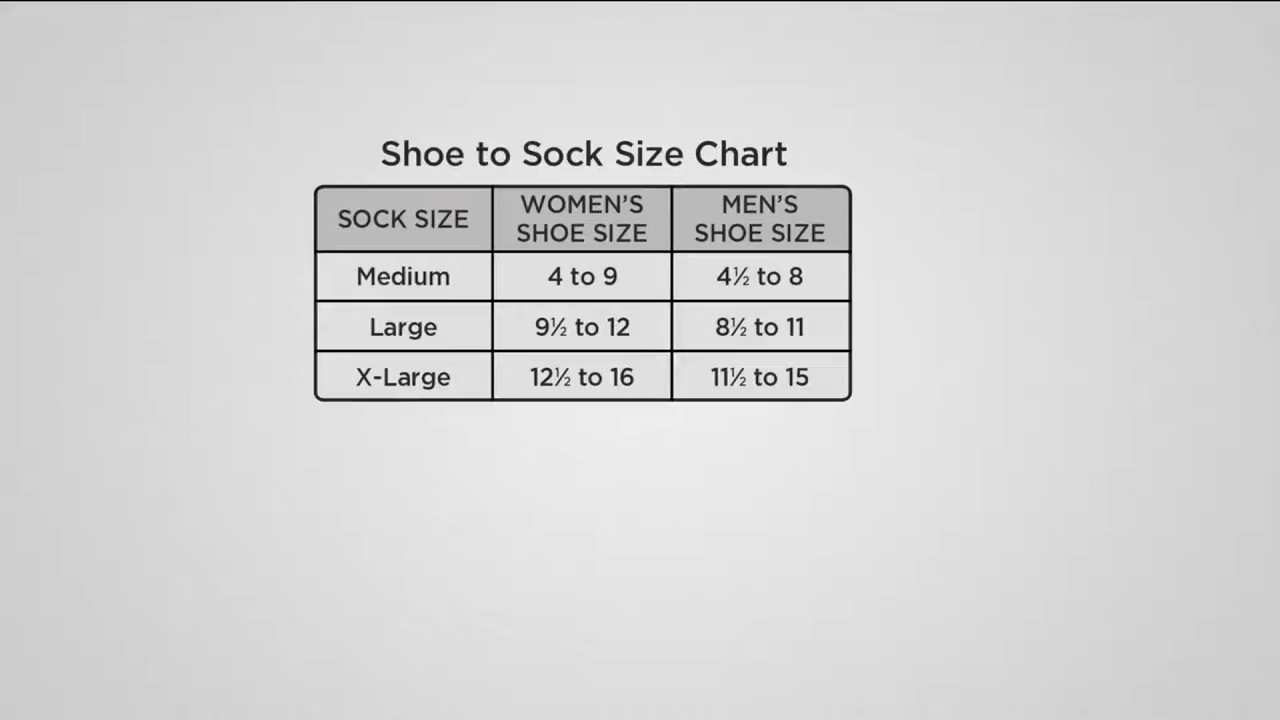 Shoe to Sock Size Chart
SOCK SIZE
WOMEN'S
SHOE SIZE
MEN'S
SHOE SIZE
Medium
4 to 9
4½ to 8
Large
9½ to 12
8½ to 11
X-Large
12½ to 16
11½ to 15